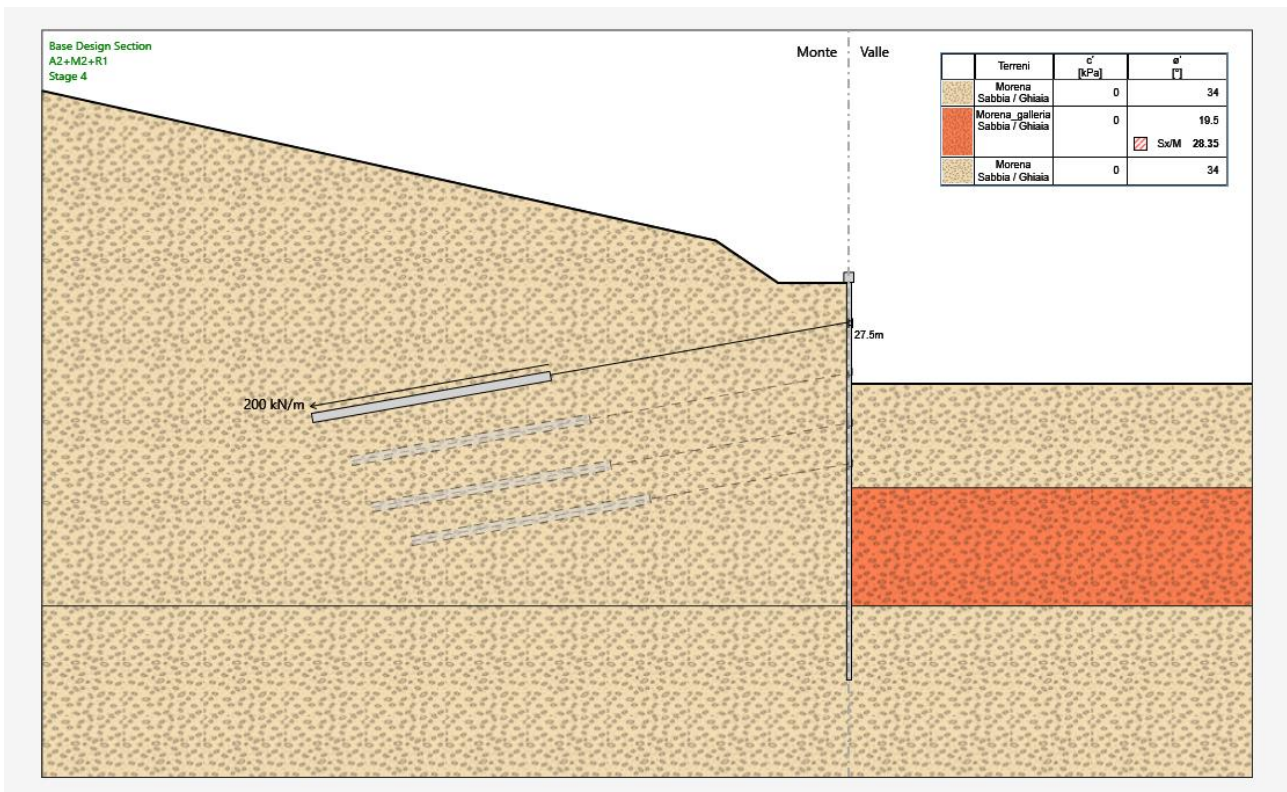 Base Design Section
A2+M2+R1
Stage 4
Monte
Valle
Terreni
c'
[kPa]
ø'
[°]
Morena
Sabbia / Ghiaia
0
34
Morena_galleria
Sabbia / Ghiaia
0
19.5
Sx/M 28.35
Morena
Sabbia / Ghiaia
0
34
27.5m
200 kN/m